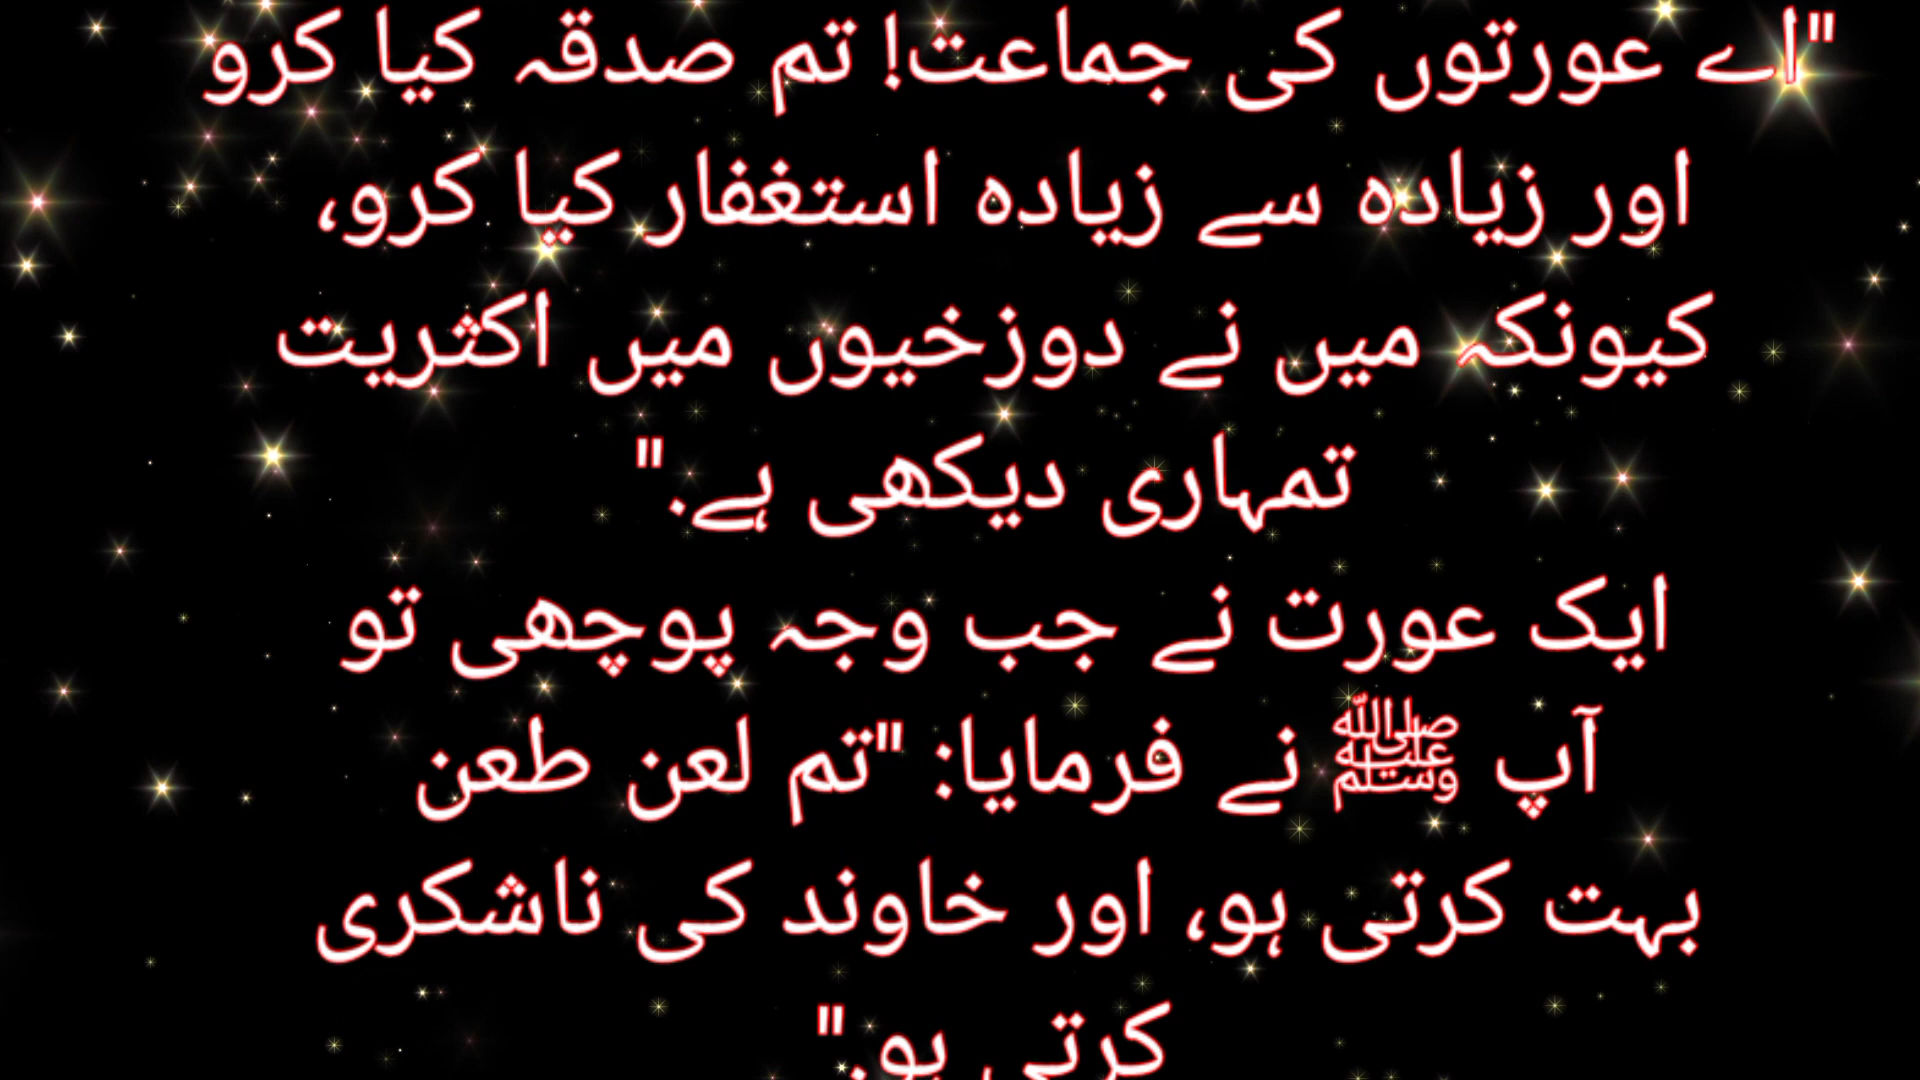 "اے عورتوں کی جماعت! تم صدقہ کیا کرو
اور زیادہ سے زیادہ استغفار کیا کرو،
کیونکہ میں نے دوزخیوں میں اکثریت
تمہاری دیکھی ہے."
ایک عورت نے جب وجہ پوچھی تو
آپ ﷺ نے فرمایا: "تم لعن طعن
بہت کرتی ہو، اور خاوند کی ناشکری
کرتی ہو."